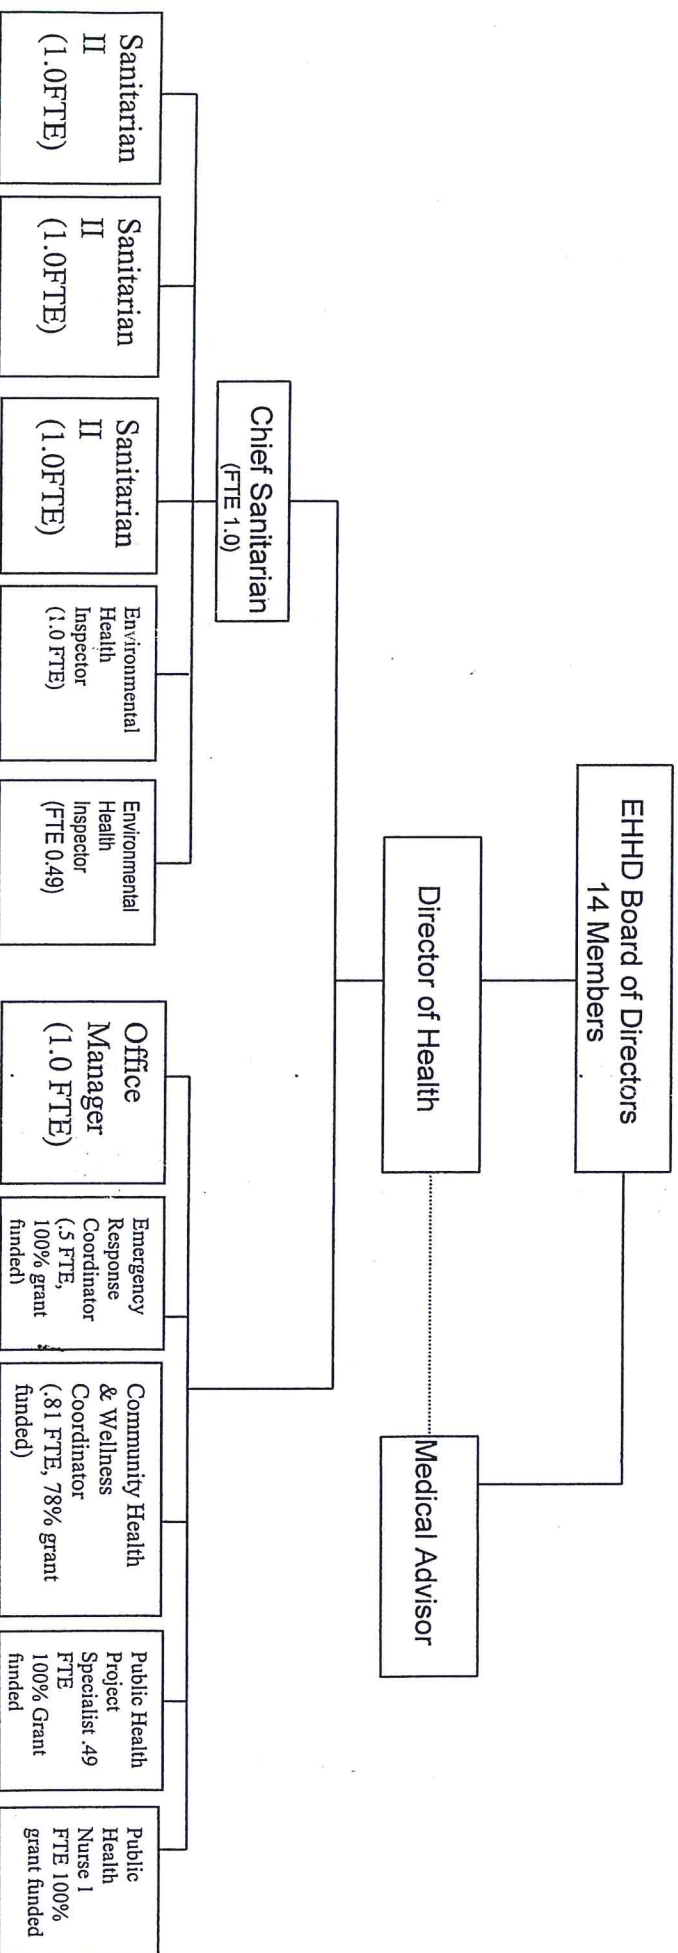 EHHD Board of Directors
14 Members
Director of Health
Medical Advisor
Chief Sanitarian
(FTE 1.0)
Sanitarian
II
(1.0FTE)
Sanitarian
II
(1.0FTE)
Sanitarian
II
(1.0FTE)
Environmental
Health
Inspector
(1.0 FTE)
Environmental
Health
Inspector
(FTE 0.49)
Office
Manager
(1.0 FTE)
Emergency
Response
Coordinator
(.5 FTE,
100% grant
funded)
Community Health
& Wellness
Coordinator
(.81 FTE, 78% grant
funded)
Public Health
Project
Specialist .49
FTE
100% Grant
funded
Public
Health
Nurse 1
FTE 100%
grant funded